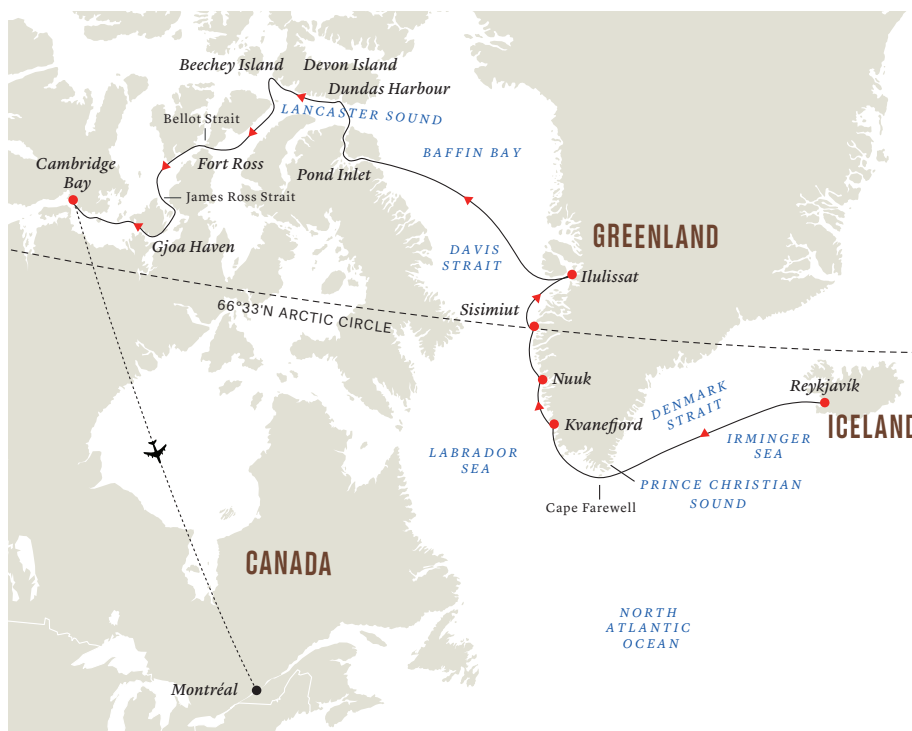 Beechey Island
Devon Island
Dundas Harbour
LANCASTER SOUND
Bellot Strait
BAFFIN BAY
Cambridge
Bay
Fort Ross
Pond Inlet
James Ross Strait
Gjoa Haven
GREENLAND
DAVIS
STRAIT
Ilulissat
66°33'N ARCTIC CIRCLE
Sisimiut
Nuuk
Reykjavík
DENMARK
STRAIT
Kvanefjord
ICELAND
IRMINGER
SEA
LABRADOR
SEA
PRINCE CHRISTIAN
SOUND
Cape Farewell
CANADA
NORTH
ATLANTIC
OCEAN
Montréal